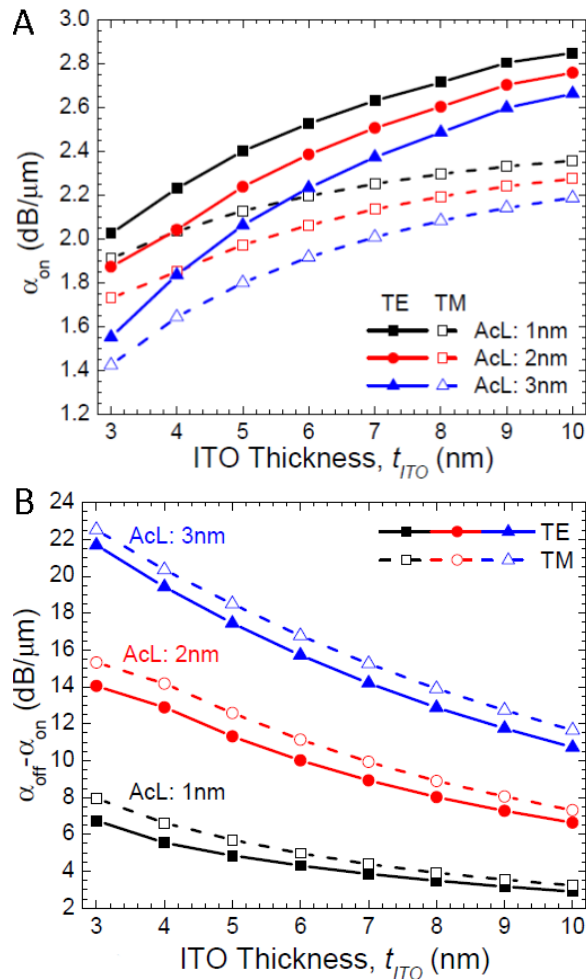 A
α_on (dB/μm)
3.0
2.8
2.6
2.4
2.2
2.0
1.8
1.6
1.4
1.2
TE TM
AcL: 1nm
AcL: 2nm
AcL: 3nm
3 4 5 6 7 8 9 10
ITO Thickness, t_ITO (nm)
B
α_off-α_on (dB/μm)
24
22
20
18
16
14
12
10
8
6
4
2
AcL: 3nm
TE
TM
AcL: 2nm
AcL: 1nm
3 4 5 6 7 8 9 10
ITO Thickness, t_ITO (nm)